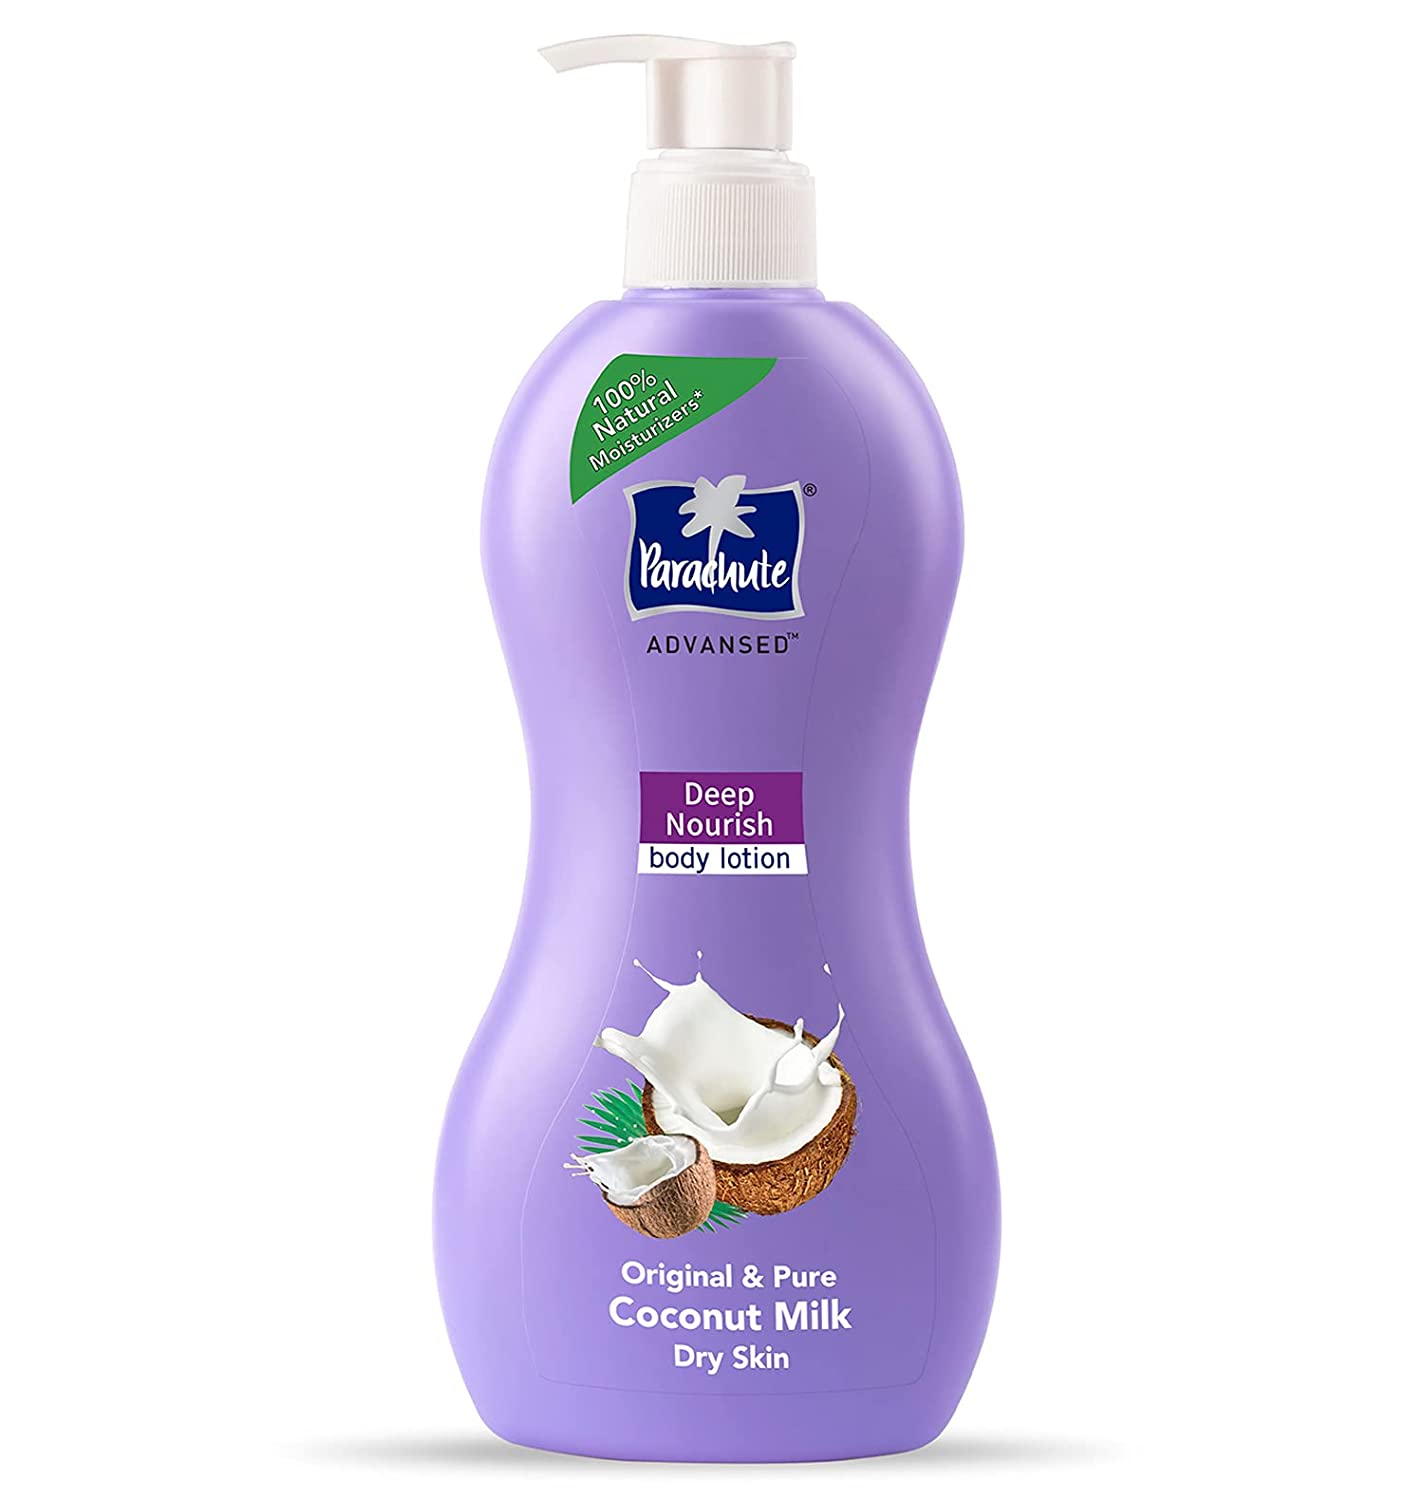 100%
Natural
Moisturizers*
Parachute®
ADVANSED™
Deep
Nourish
body lotion
Original & Pure
Coconut Milk
Dry Skin